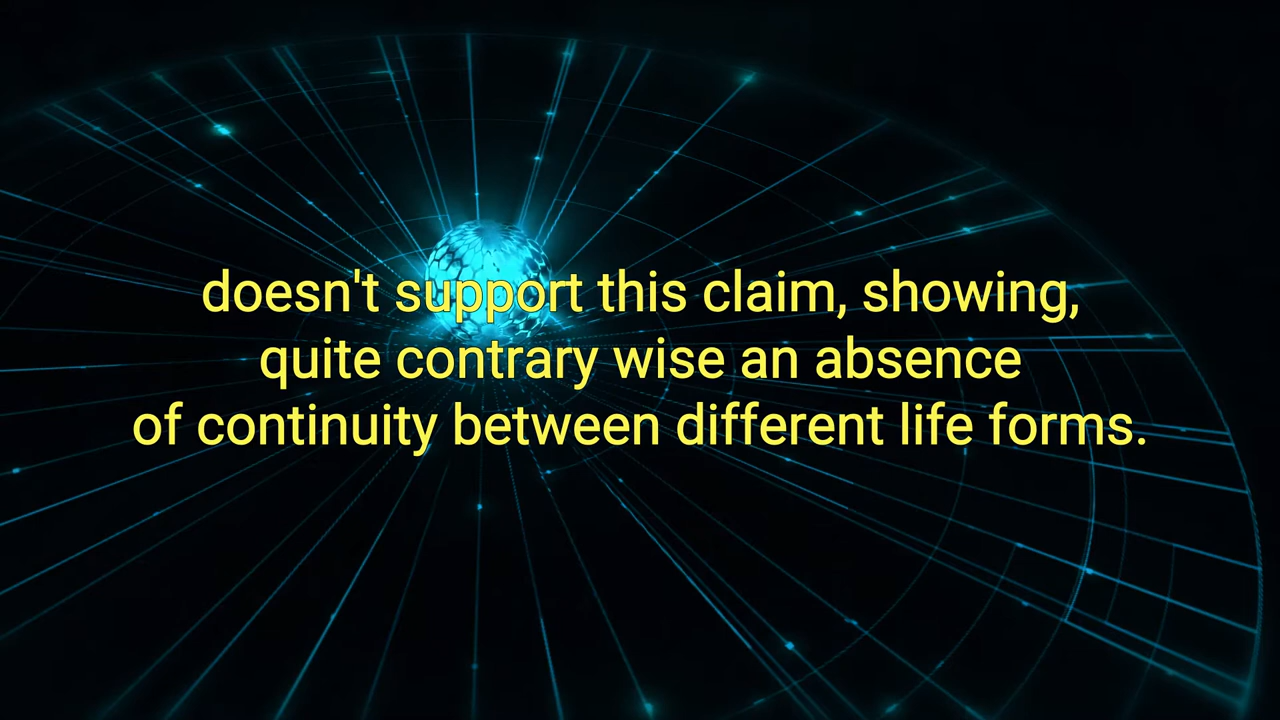 doesn't support this claim, showing,
quite contrary wise an absence
of continuity between different life forms.